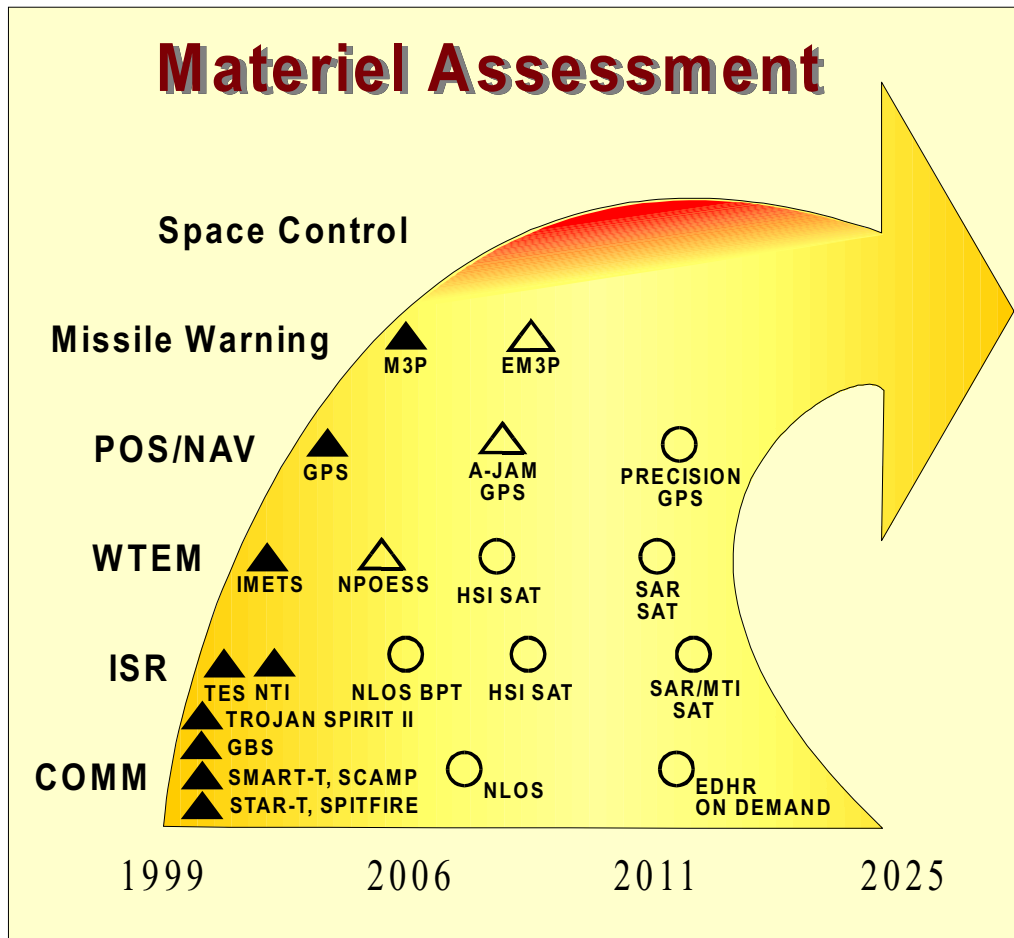 Materiel Assessment
Space Control
Missile Warning
M3P
EM3P
POS/NAV
GPS
A-JAM
GPS
PRECISION
GPS
WTEM
IMETS
NPOESS
HSI SAT
SAR
SAT
ISR
TES
NTI
NLOS BPT
HSI SAT
SAR/MTI
SAT
TROJAN SPIRIT II
GBS
COMM
SMART-T, SCAMP
STAR-T, SPITFIRE
NLOS
EDHR
ON DEMAND
1999
2006
2011
2025